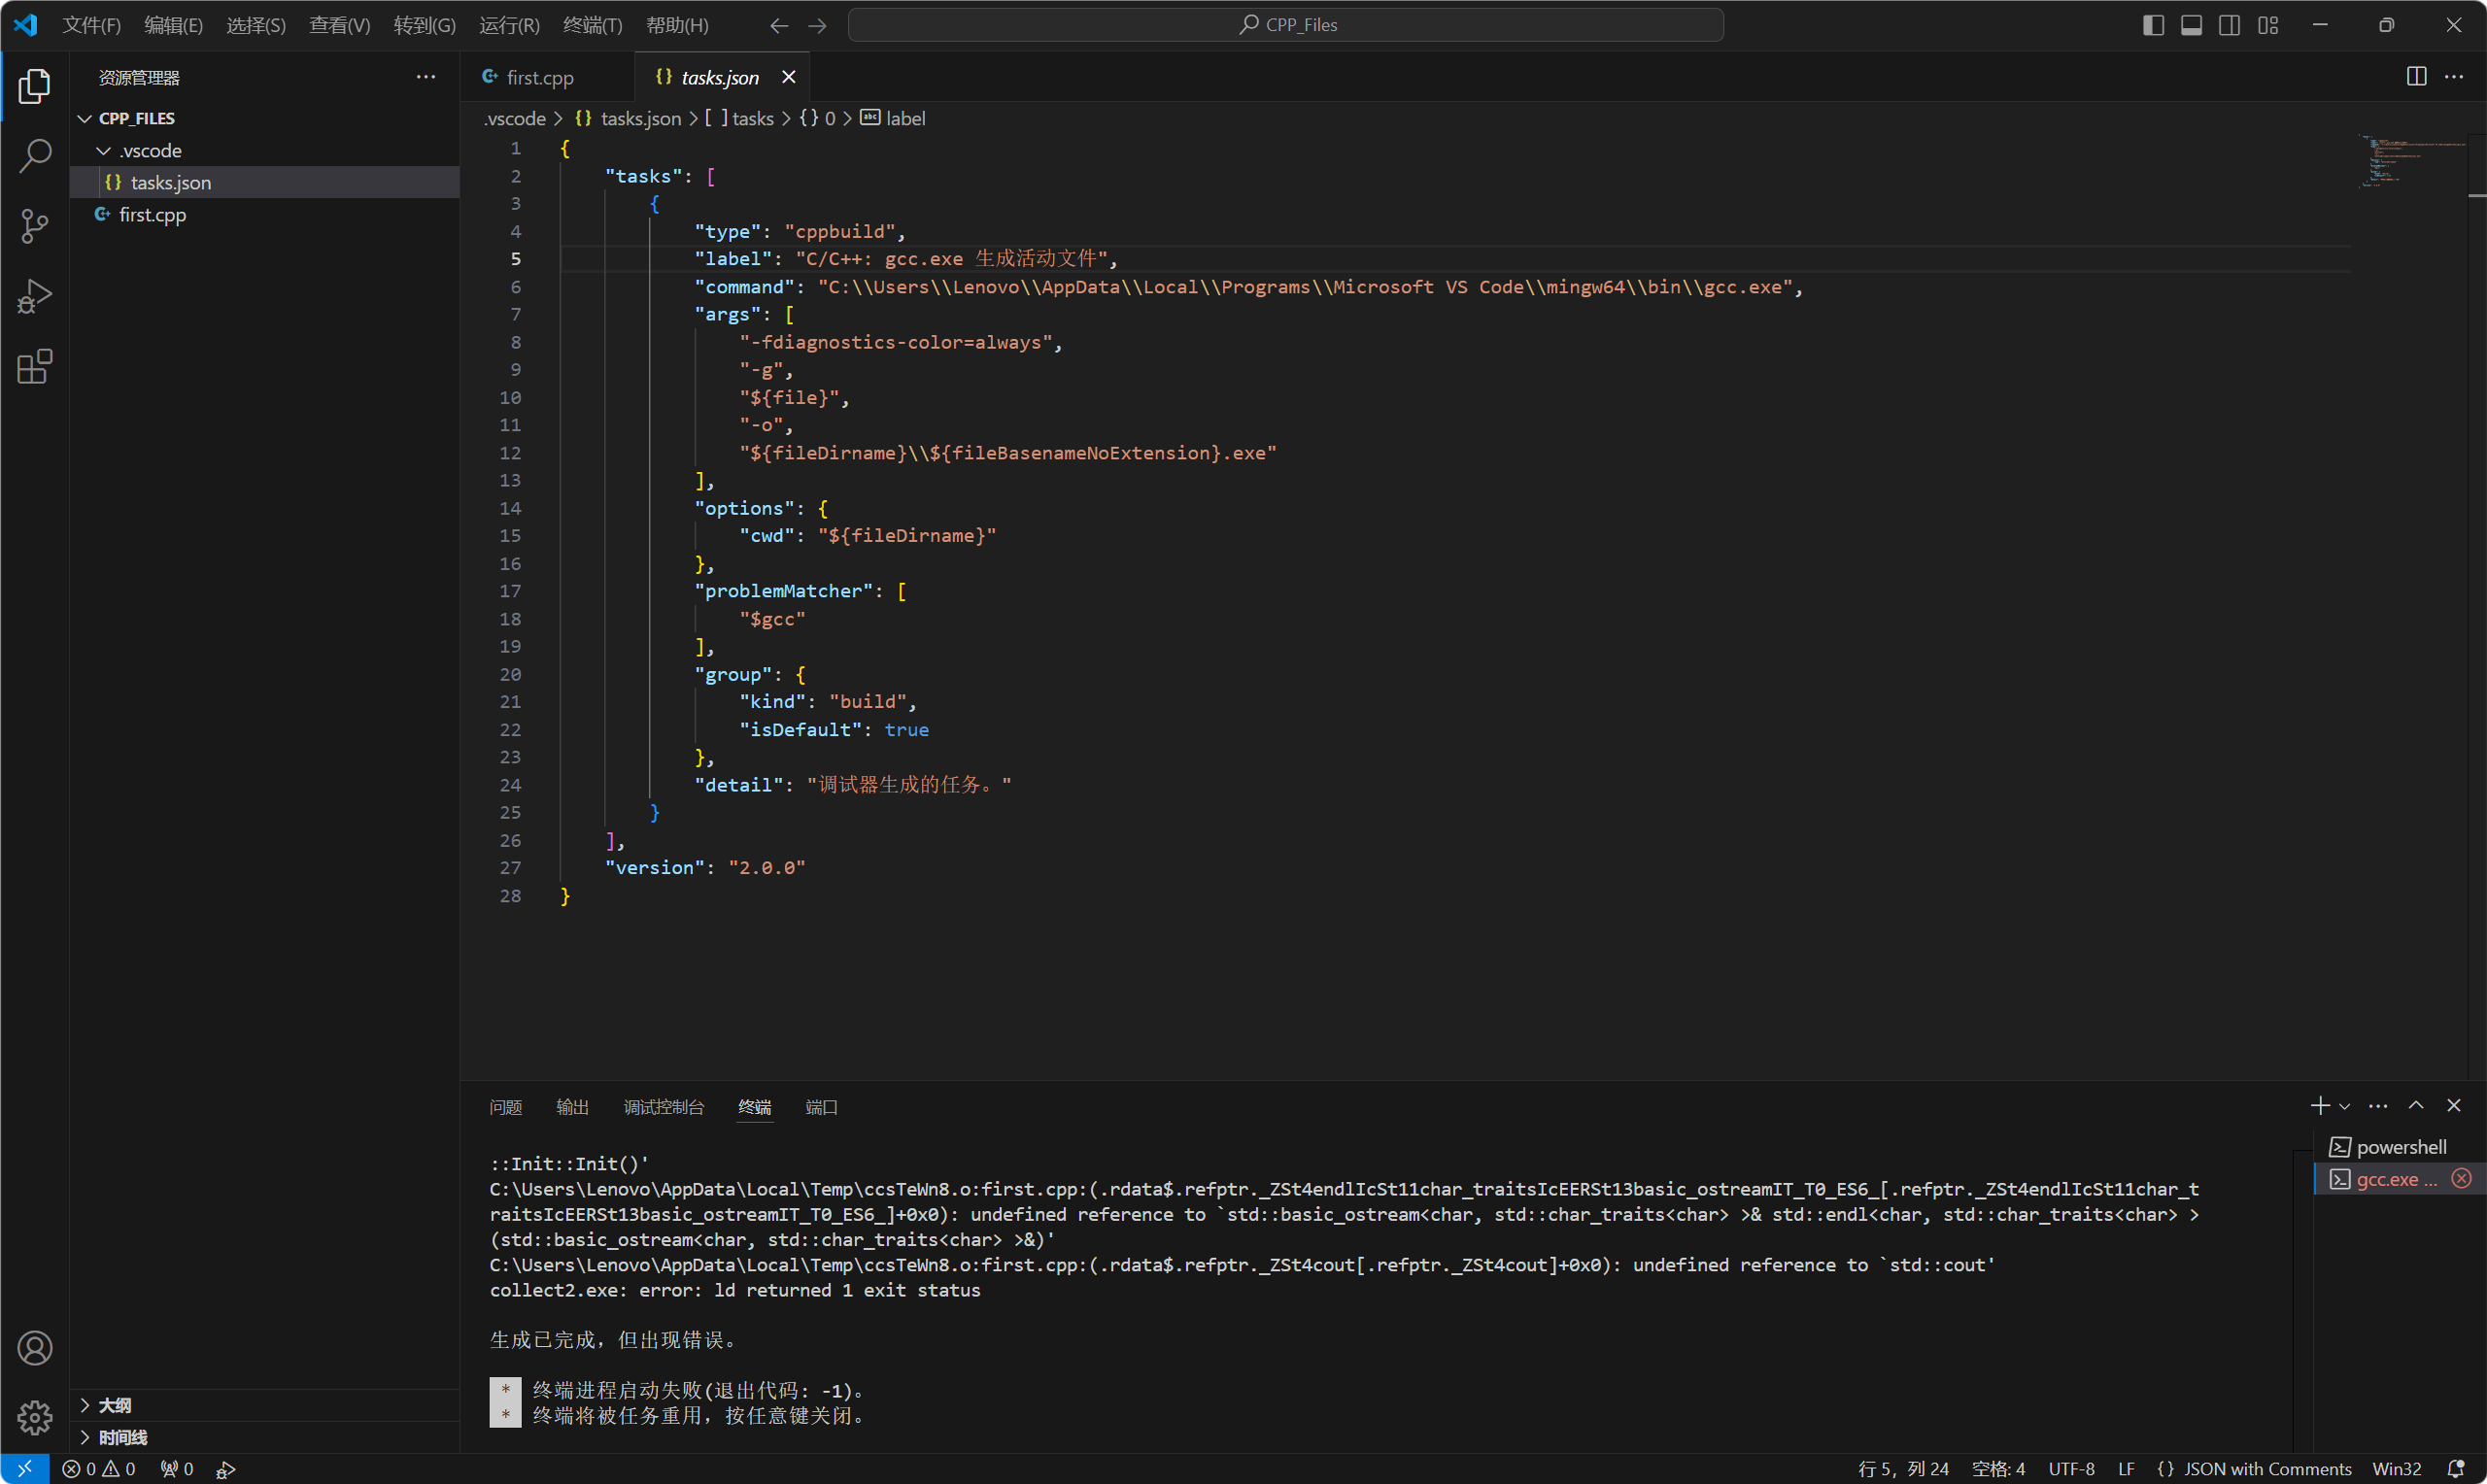 文件(F) 编辑(E) 选择(S) 查看(V) 转到(G) 运行(R) 终端(T) 帮助(H) CPP_Files
资源管理器
first.cpp tasks.json
CPP_FILES
.vscode
tasks.json
first.cpp
.vscode > {} tasks.json > [ ] tasks > {} 0 > abc label
1 {
2 "tasks": [
3 {
4 "type": "cppbuild",
5 "label": "C/C++: gcc.exe 生成活动文件",
6 "command": "C:\\Users\\Lenovo\\AppData\\Local\\Programs\\Microsoft VS Code\\mingw64\\bin\\gcc.exe",
7 "args": [
8 "-fdiagnostics-color=always",
9 "-g",
10 "${file}",
11 "-o",
12 "${fileDirname}\\${fileBasenameNoExtension}.exe"
13 ],
14 "options": {
15 "cwd": "${fileDirname}"
16 },
17 "problemMatcher": [
18 "$gcc"
19 ],
20 "group": {
21 "kind": "build",
22 "isDefault": true
23 },
24 "detail": "调试器生成的任务。"
25 }
26 ],
27 "version": "2.0.0"
28 }
问题 输出 调试控制台 终端 端口
powershell
gcc.exe ...
::Init::Init()'
C:\Users\Lenovo\AppData\Local\Temp\ccsTeWn8.o:first.cpp:(.rdata$.refptr._ZSt4endlIcSt11char_traitsIcEERSt13basic_ostreamIT_T0_ES6_[.refptr._ZSt4endlIcSt11char_t
raitsIcEERSt13basic_ostreamIT_T0_ES6_]+0x0): undefined reference to `std::basic_ostream<char, std::char_traits<char> >& std::endl<char, std::char_traits<char> >
(std::basic_ostream<char, std::char_traits<char> >&)'
C:\Users\Lenovo\AppData\Local\Temp\ccsTeWn8.o:first.cpp:(.rdata$.refptr._ZSt4cout[.refptr._ZSt4cout]+0x0): undefined reference to `std::cout'
collect2.exe: error: ld returned 1 exit status
生成已完成，但出现错误。
* 终端进程启动失败(退出代码: -1)。
* 终端将被任务重用，按任意键关闭。
大纲
时间线
0 0 0 行 5，列 24 空格: 4 UTF-8 LF {} JSON with Comments Win32